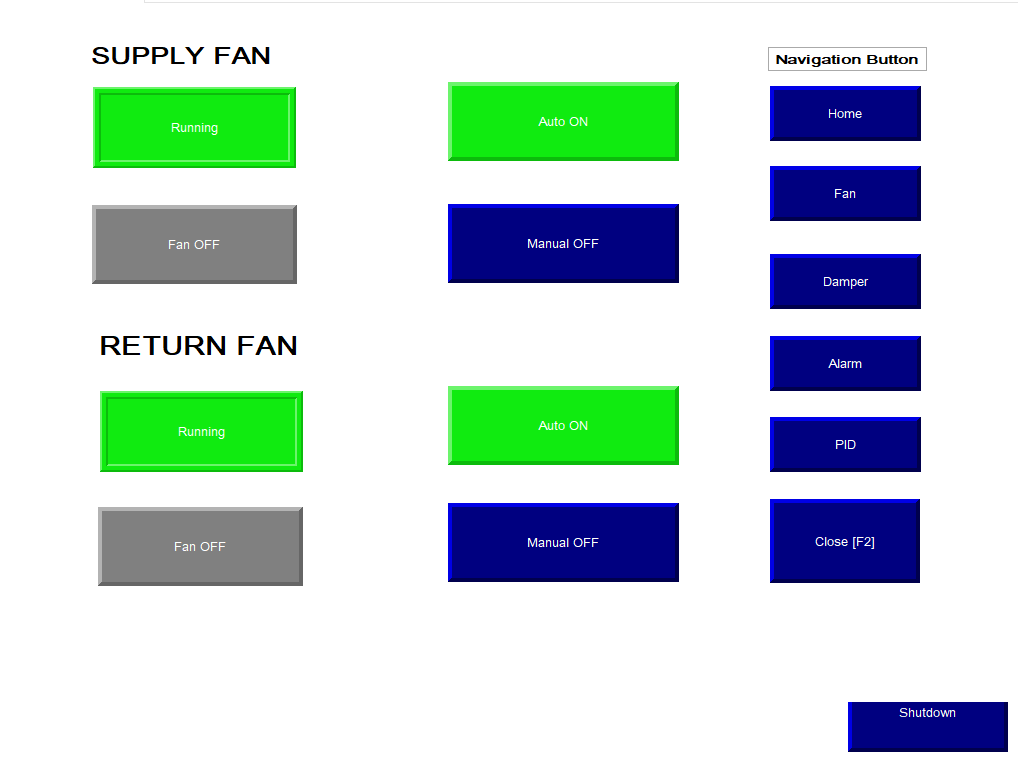 SUPPLY FAN
Running
Auto ON
Fan OFF
Manual OFF
RETURN FAN
Running
Auto ON
Fan OFF
Manual OFF
Navigation Button
Home
Fan
Damper
Alarm
PID
Close [F2]
Shutdown